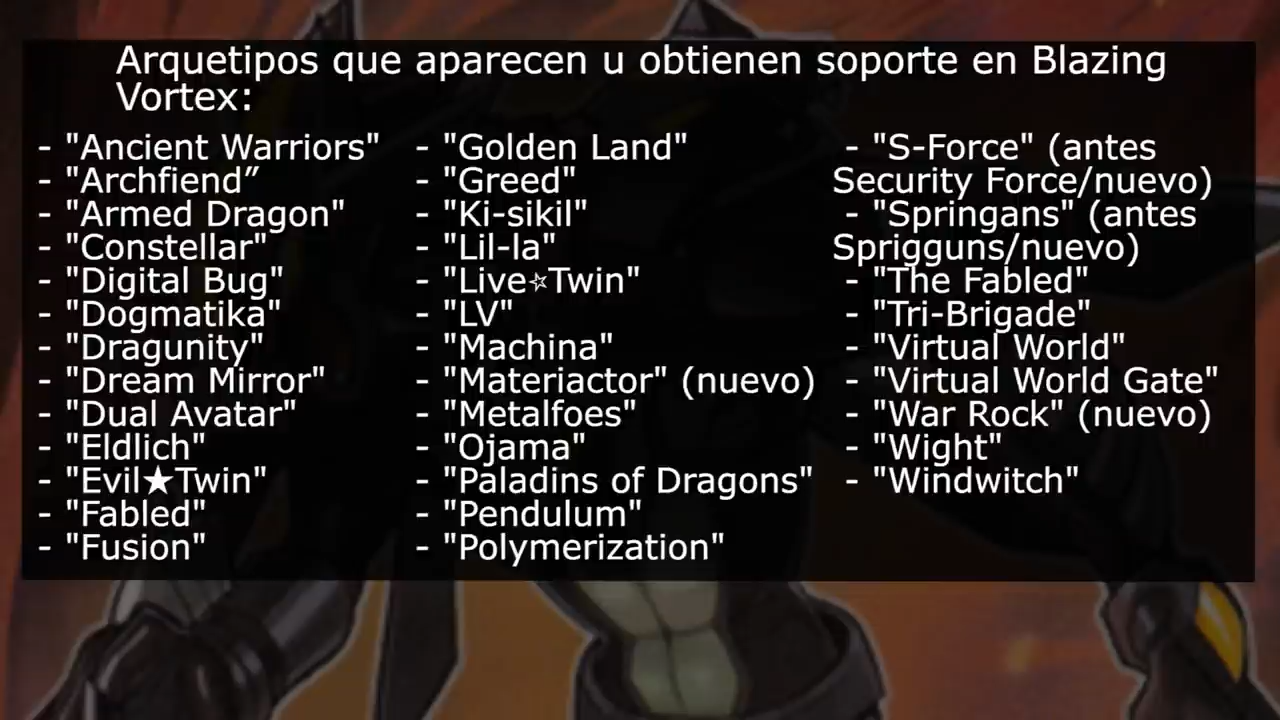 Arquetipos que aparecen u obtienen soporte en Blazing
Vortex:
- "Ancient Warriors"
- "Archfiend”
- "Armed Dragon"
- "Constellar"
- "Digital Bug"
- "Dogmatika"
- "Dragunity"
- "Dream Mirror"
- "Dual Avatar"
- "Eldlich"
- "Evil★Twin"
- "Fabled"
- "Fusion"
- "Golden Land"
- "Greed"
- "Ki-sikil"
- "Lil-la"
- "Live☆Twin"
- "LV"
- "Machina"
- "Materiactor" (nuevo)
- "Metalfoes"
- "Ojama"
- "Paladins of Dragons"
- "Pendulum"
- "Polymerization"
- "S-Force" (antes
Security Force/nuevo)
- "Springans" (antes
Sprigguns/nuevo)
- "The Fabled"
- "Tri-Brigade"
- "Virtual World"
- "Virtual World Gate"
- "War Rock" (nuevo)
- "Wight"
- "Windwitch"